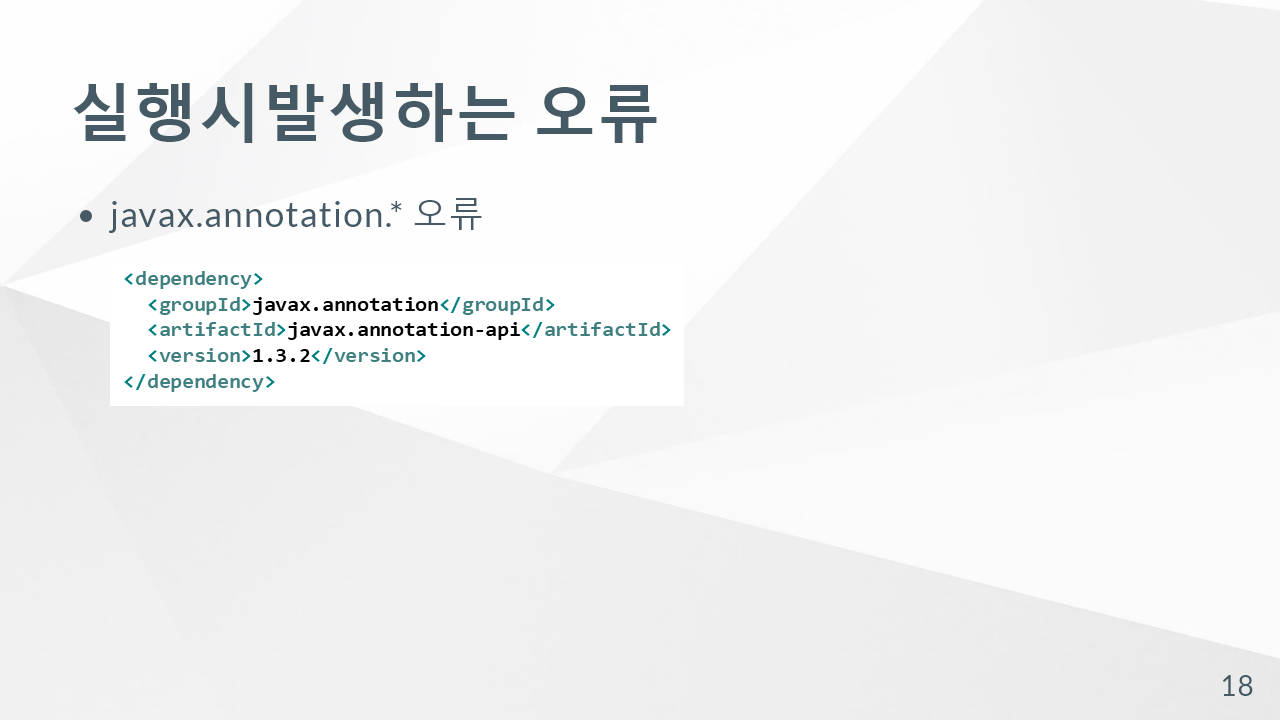 실행시발생하는 오류
• javax.annotation.* 오류
<dependency>
  <groupId>javax.annotation</groupId>
  <artifactId>javax.annotation-api</artifactId>
  <version>1.3.2</version>
</dependency>
18